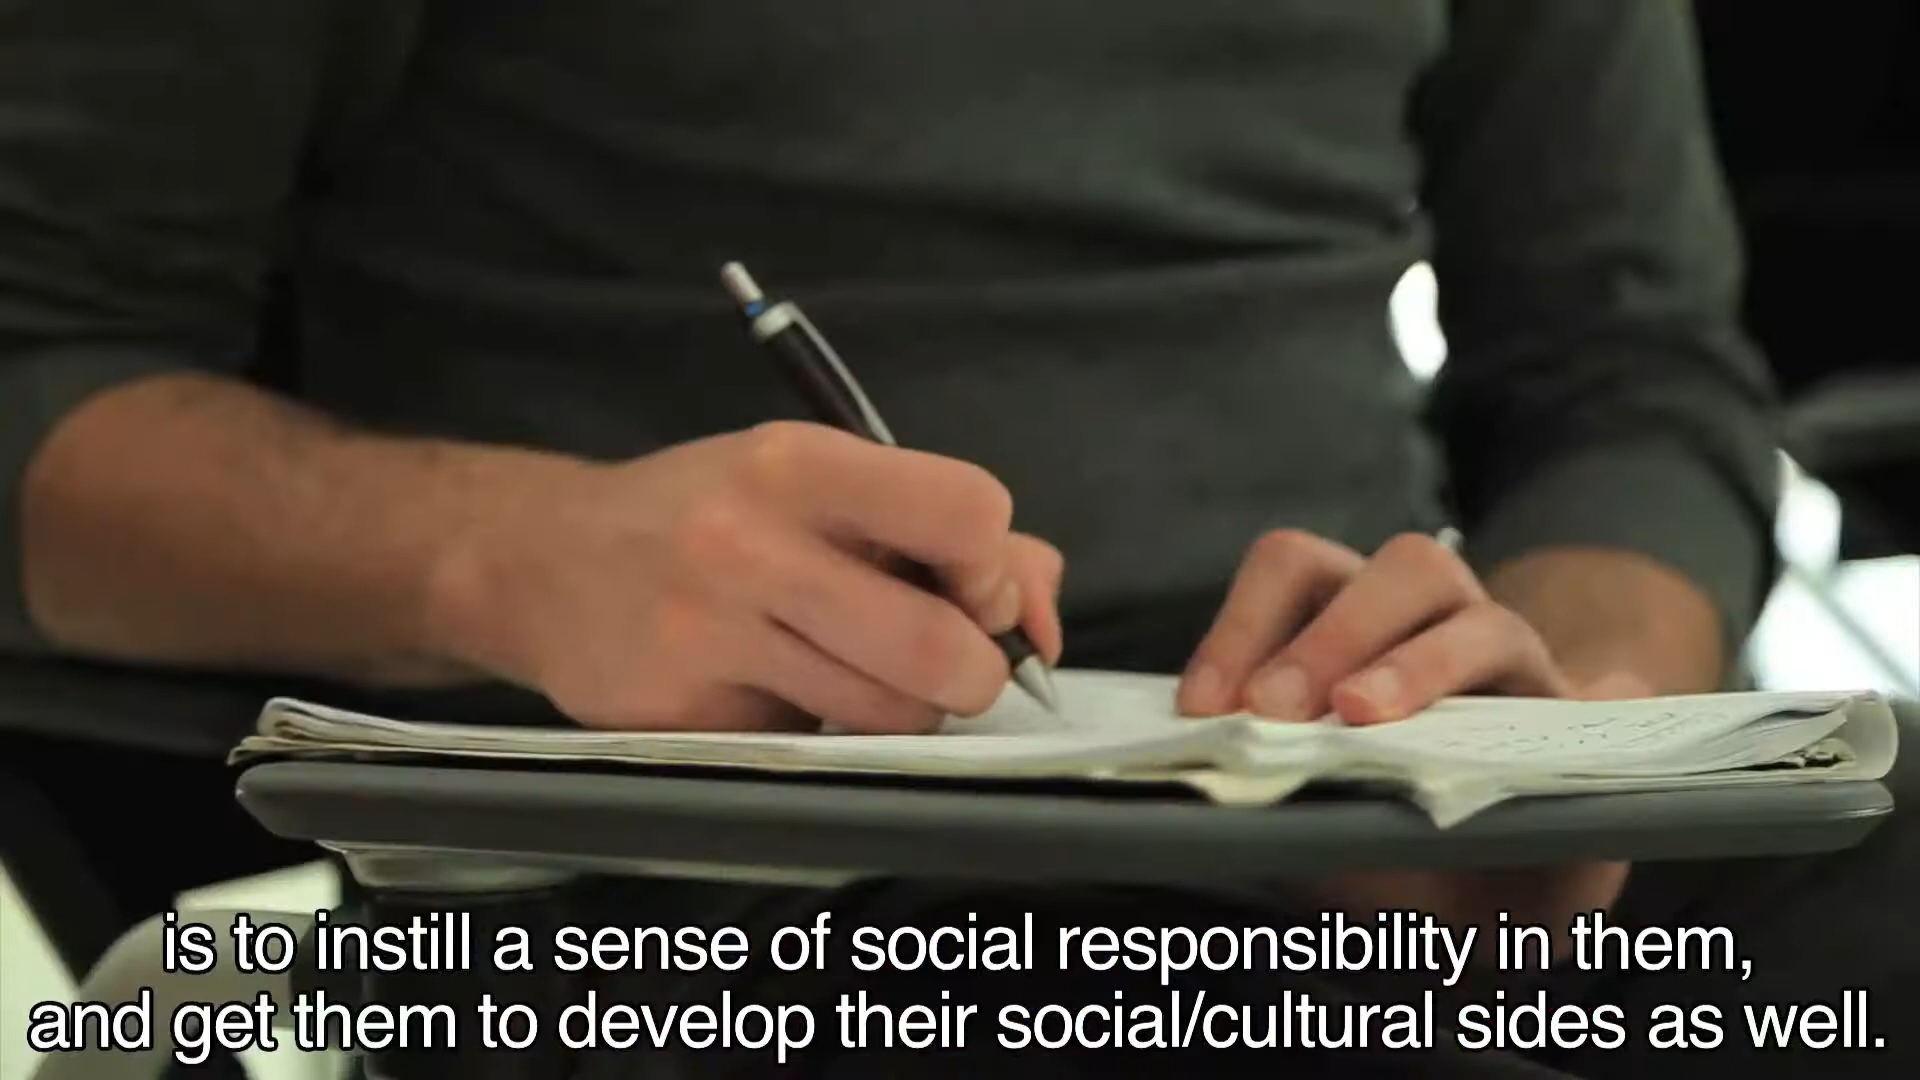 is to instill a sense of social responsibility in them,
and get them to develop their social/cultural sides as well.